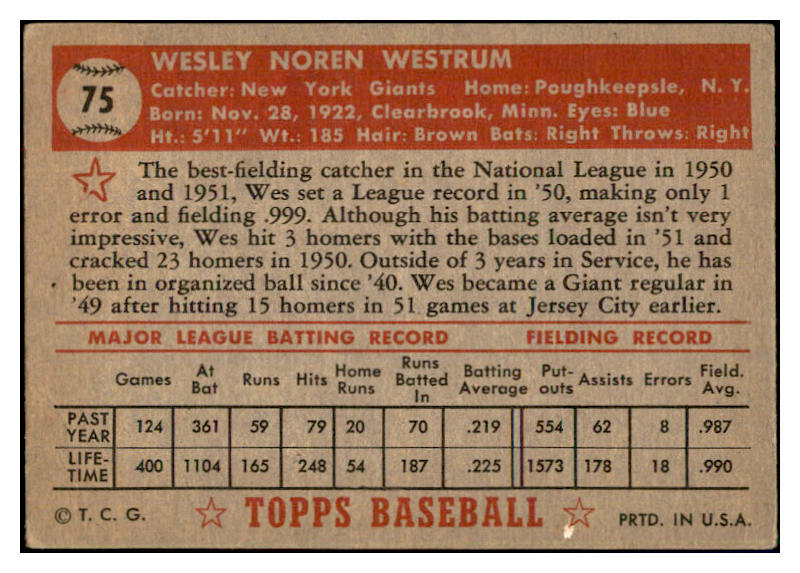 WESLEY NOREN WESTRUM
75
Catcher: New York Giants Home: Poughkeepsie, N. Y.
Born: Nov. 28, 1922, Clearbrook, Minn. Eyes: Blue
Ht.: 5'11" Wt.: 185 Hair: Brown Bats: Right Throws: Right
The best-fielding catcher in the National League in 1950
and 1951, Wes set a League record in '50, making only 1
error and fielding .999. Although his batting average isn't very
impressive, Wes hit 3 homers with the bases loaded in '51 and
cracked 23 homers in 1950. Outside of 3 years in Service, he has
been in organized ball since '40. Wes became a Giant regular in
'49 after hitting 15 homers in 51 games at Jersey City earlier.
MAJOR LEAGUE BATTING RECORD FIELDING RECORD
Games At Bat Runs Hits Home Runs Runs Batted In Batting Average Put-outs Assists Errors Field. Avg.
PAST YEAR 124 361 59 79 20 70 .219 554 62 8 .987
LIFE-TIME 400 1104 165 248 54 187 .225 1573 178 18 .990
© T. C. G. TOPPS BASEBALL PRTD. IN U.S.A.